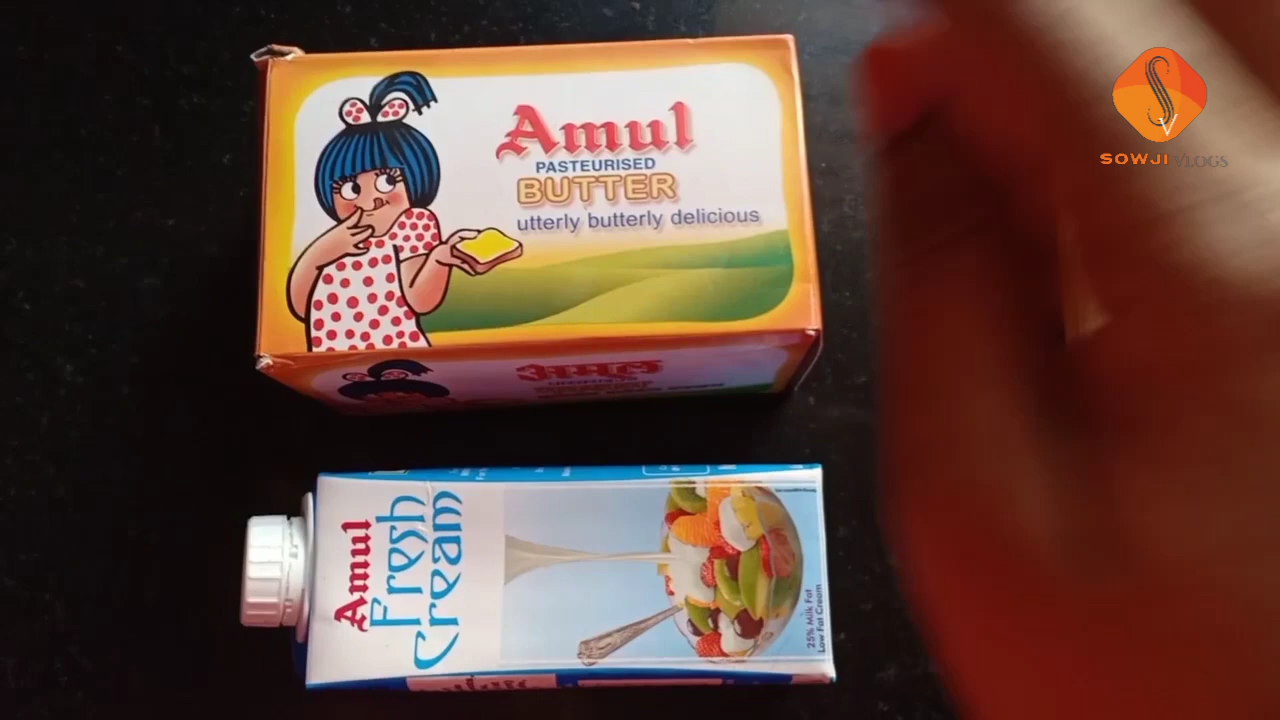 Amul
PASTEURISED
BUTTER
utterly butterly delicious
SOWJI VLOGS
Amul
Fresh
Cream
25% Milk Fat
Low Fat Cream